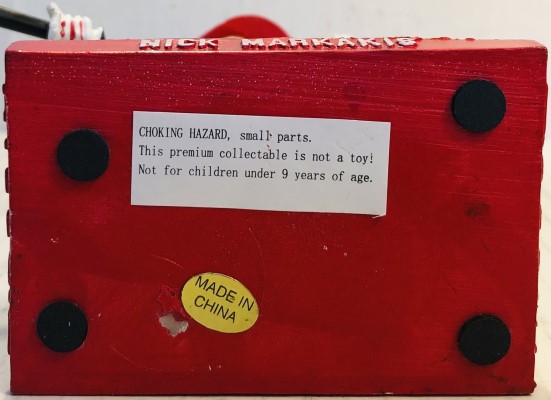 NICK MARKAKIS
CHOKING HAZARD, small parts.
This premium collectable is not a toy!
Not for children under 9 years of age.
MADE IN
CHINA